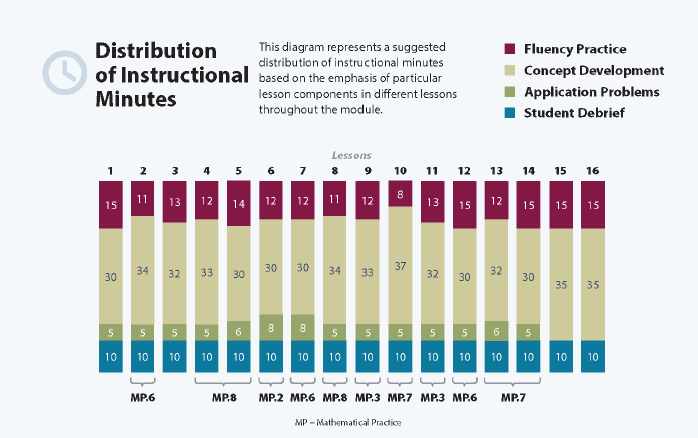 Distribution
of Instructional
Minutes
This diagram represents a suggested
distribution of instructional minutes
based on the emphasis of particular
lesson components in different lessons
throughout the module.
Fluency Practice
Concept Development
Application Problems
Student Debrief
Lessons
1 2 3 4 5 6 7 8 9 10 11 12 13 14 15 16
15 11 13 12 14 12 12 11 12 8 13 15 12 15 15 15
30 34 32 33 30 30 30 34 33 37 32 30 32 30 35 35
5 5 5 5 6 8 8 5 5 5 5 5 6 5
10 10 10 10 10 10 10 10 10 10 10 10 10 10 10 10
MP.6 MP.8 MP.2 MP.6 MP.8 MP.3 MP.7 MP.3 MP.6 MP.7
MP = Mathematical Practice